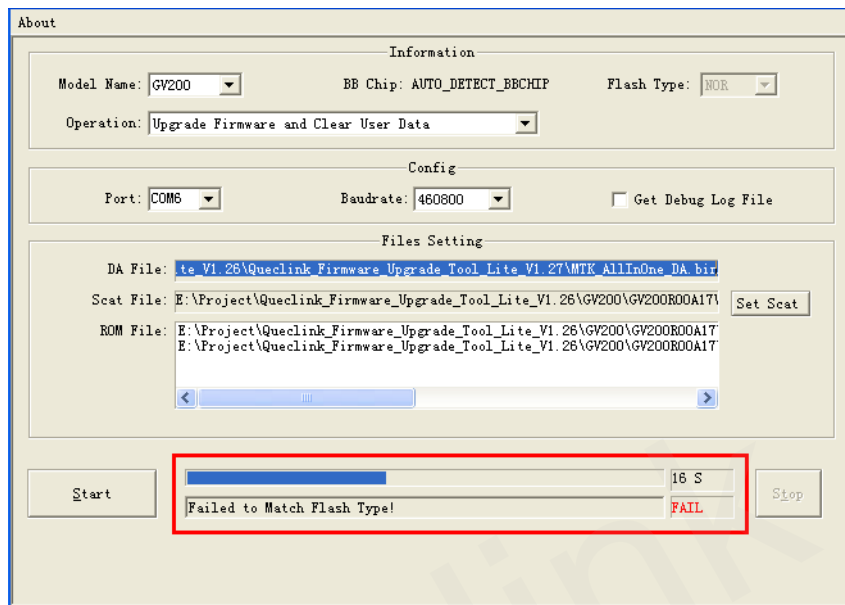 About
Information
Model Name: GV200 BB Chip: AUTO_DETECT_BBCHIP Flash Type: NOR
Operation: Upgrade Firmware and Clear User Data
Config
Port: COM6 Baudrate: 460800 Get Debug Log File
Files Setting
DA File: te_V1.26\Queclink_Firmware_Upgrade_Tool_Lite_V1.27\MTK_AllInOne_DA.bin
Scat File: E:\Project\Queclink_Firmware_Upgrade_Tool_Lite_V1.26\GV200\GV200R00A17\ Set Scat
ROM File: E:\Project\Queclink_Firmware_Upgrade_Tool_Lite_V1.26\GV200\GV200R00A17
E:\Project\Queclink_Firmware_Upgrade_Tool_Lite_V1.26\GV200\GV200R00A17
16 S
Start Stop
Failed to Match Flash Type! FAIL